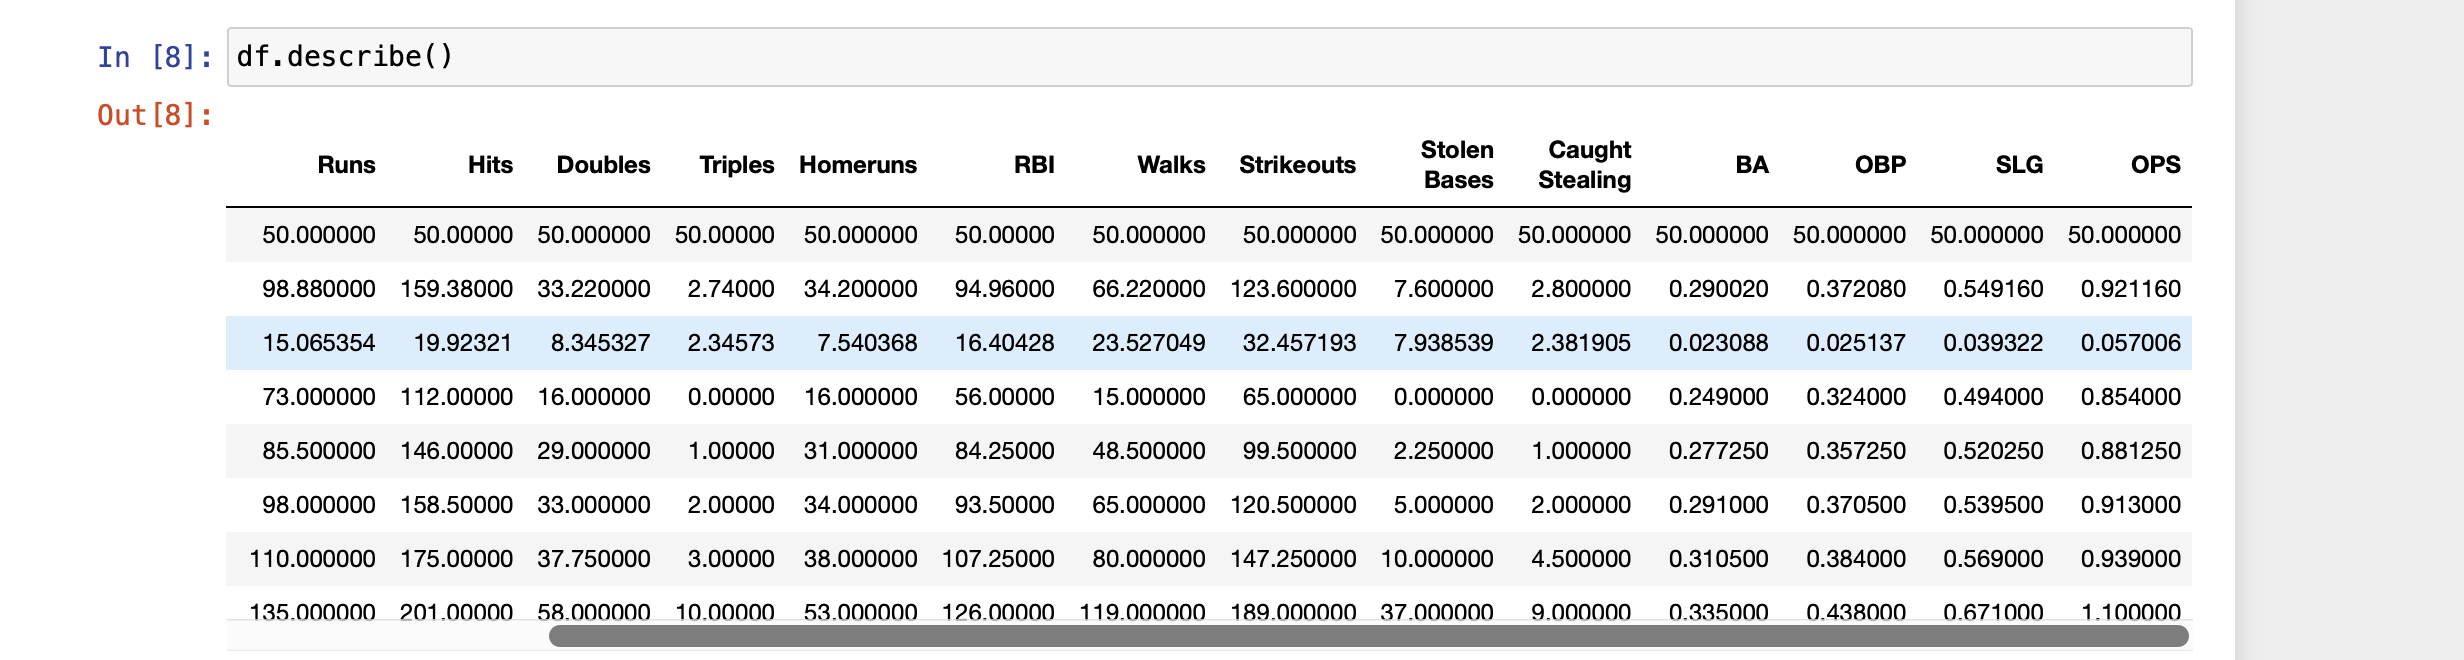 In [8]: df.describe()
Out[8]:
Runs Hits Doubles Triples Homeruns RBI Walks Strikeouts Stolen Bases Caught Stealing BA OBP SLG OPS
50.000000 50.00000 50.000000 50.00000 50.000000 50.00000 50.000000 50.000000 50.000000 50.000000 50.000000 50.000000 50.000000 50.000000
98.880000 159.38000 33.220000 2.74000 34.200000 94.96000 66.220000 123.600000 7.600000 2.800000 0.290020 0.372080 0.549160 0.921160
15.065354 19.92321 8.345327 2.34573 7.540368 16.40428 23.527049 32.457193 7.938539 2.381905 0.023088 0.025137 0.039322 0.057006
73.000000 112.00000 16.000000 0.00000 16.000000 56.00000 15.000000 65.000000 0.000000 0.000000 0.249000 0.324000 0.494000 0.854000
85.500000 146.00000 29.000000 1.00000 31.000000 84.25000 48.500000 99.500000 2.250000 1.000000 0.277250 0.357250 0.520250 0.881250
98.000000 158.50000 33.000000 2.00000 34.000000 93.50000 65.000000 120.500000 5.000000 2.000000 0.291000 0.370500 0.539500 0.913000
110.000000 175.00000 37.750000 3.00000 38.000000 107.25000 80.000000 147.250000 10.000000 4.500000 0.310500 0.384000 0.569000 0.939000
135.000000 201.00000 58.000000 10.00000 53.000000 126.00000 119.000000 189.000000 37.000000 9.000000 0.335000 0.438000 0.671000 1.100000